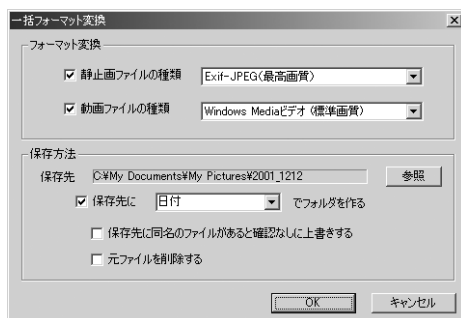 一括フォーマット変換
フォーマット変換
静止画ファイルの種類 Exif-JPEG(最高画質)
動画ファイルの種類 Windows Mediaビデオ (標準画質)
保存方法
保存先 C:¥My Documents¥My Pictures¥2001_1212 参照
保存先に 日付 でフォルダを作る
保存先に同名のファイルがあると確認なしに上書きする
元ファイルを削除する
OK キャンセル